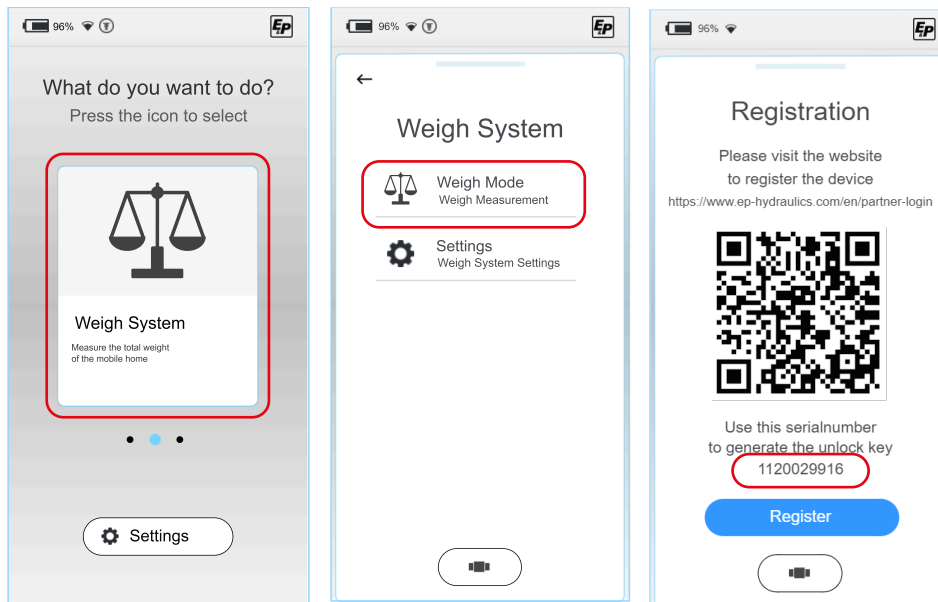 96%
E&P
What do you want to do?
Press the icon to select
Weigh System
Measure the total weight
of the mobile home
Settings
96%
E&P
Weigh System
Weigh Mode
Weigh Measurement
Settings
Weigh System Settings
96%
E&P
Registration
Please visit the website
to register the device
https://www.ep-hydraulics.com/en/partner-login
Use this serialnumber
to generate the unlock key
1120029916
Register